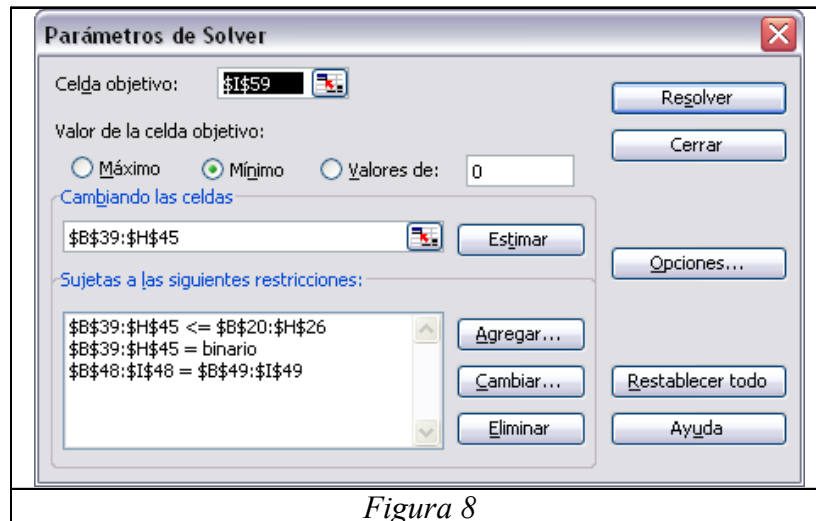 Parámetros de Solver
Celda objetivo: $I$59
Resolver
Valor de la celda objetivo:
Cerrar
Máximo Mínimo Valores de: 0
Cambiando las celdas
$B$39:$H$45 Estimar
Opciones...
Sujetas a las siguientes restricciones:
$B$39:$H$45 <= $B$20:$H$26
$B$39:$H$45 = binario
$B$48:$I$48 = $B$49:$I$49
Agregar...
Cambiar... Restablecer todo
Eliminar Ayuda
Figura 8